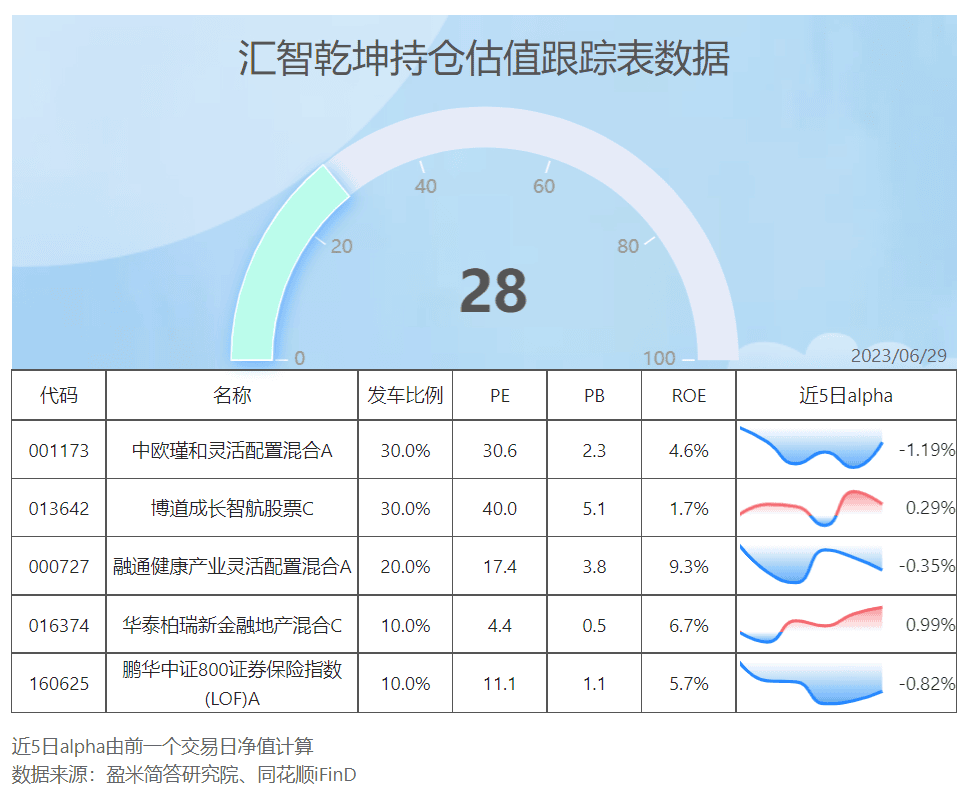 汇智乾坤持仓估值跟踪表数据
40 60
20 80
28
0 100
2023/06/29
代码 名称 发车比例 PE PB ROE 近5日alpha
001173 中欧瑾和灵活配置混合A 30.0% 30.6 2.3 4.6% -1.19%
013642 博道成长智航股票C 30.0% 40.0 5.1 1.7% 0.29%
000727 融通健康产业灵活配置混合A 20.0% 17.4 3.8 9.3% -0.35%
016374 华泰柏瑞新金融地产混合C 10.0% 4.4 0.5 6.7% 0.99%
160625 鹏华中证800证券保险指数
(LOF)A 10.0% 11.1 1.1 5.7% -0.82%
近5日alpha由前一个交易日净值计算
数据来源：盈米简答研究院、同花顺iFinD